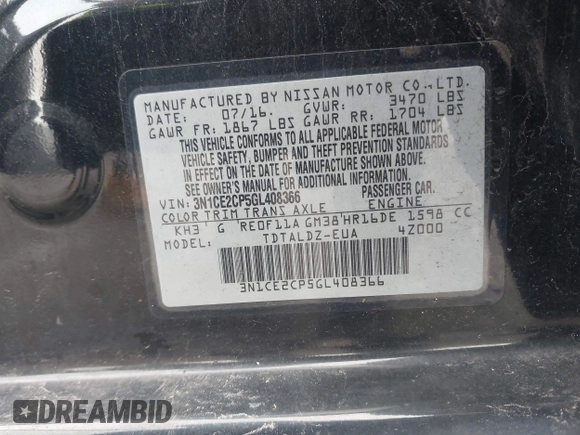 MANUFACTURED BY NISSAN MOTOR CO.,LTD.
DATE: 07/16. GVWR: 3470 LBS
GAWR FR: 1867 LBS GAWR RR: 1704 LBS
THIS VEHICLE CONFORMS TO ALL APPLICABLE FEDERAL MOTOR
VEHICLE SAFETY, BUMPER AND THEFT PREVENTION STANDARDS
IN EFFECT ON THE DATE OF MANUFACTURE SHOWN ABOVE.
SEE OWNER'S MANUAL FOR ADDITIONAL INFORMATION.
VIN: 3N1CE2CP5GL408366 PASSENGER CAR.
COLOR TRIM TRANS AXLE ENGINE
KH3 G RE0F11A GM38 HR16DE 1598 CC
MODEL: TDTALDZ-EUA 4Z000
3N1CE2CP5GL408366
DREAMBID